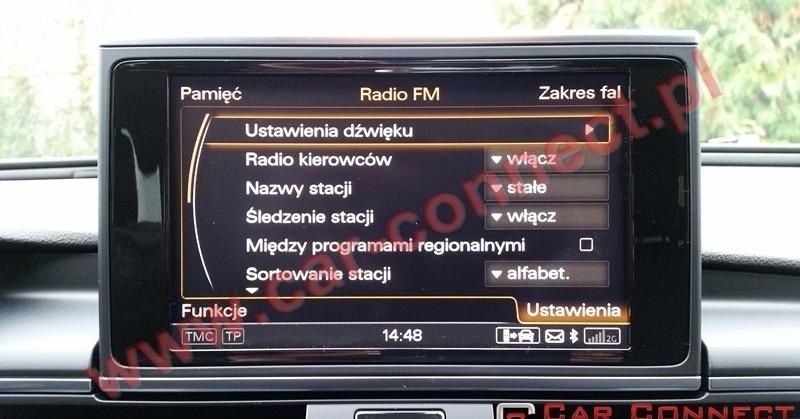 Pamięć Radio FM Zakres fal
Ustawienia dźwięku
Radio kierowców włącz
Nazwy stacji stałe
Śledzenie stacji włącz
Między programami regionalnymi
Sortowanie stacji alfabet.
Funkcje Ustawienia
TMC TP 14:48 2G
www.car-connect.pl
CAR CONNECT